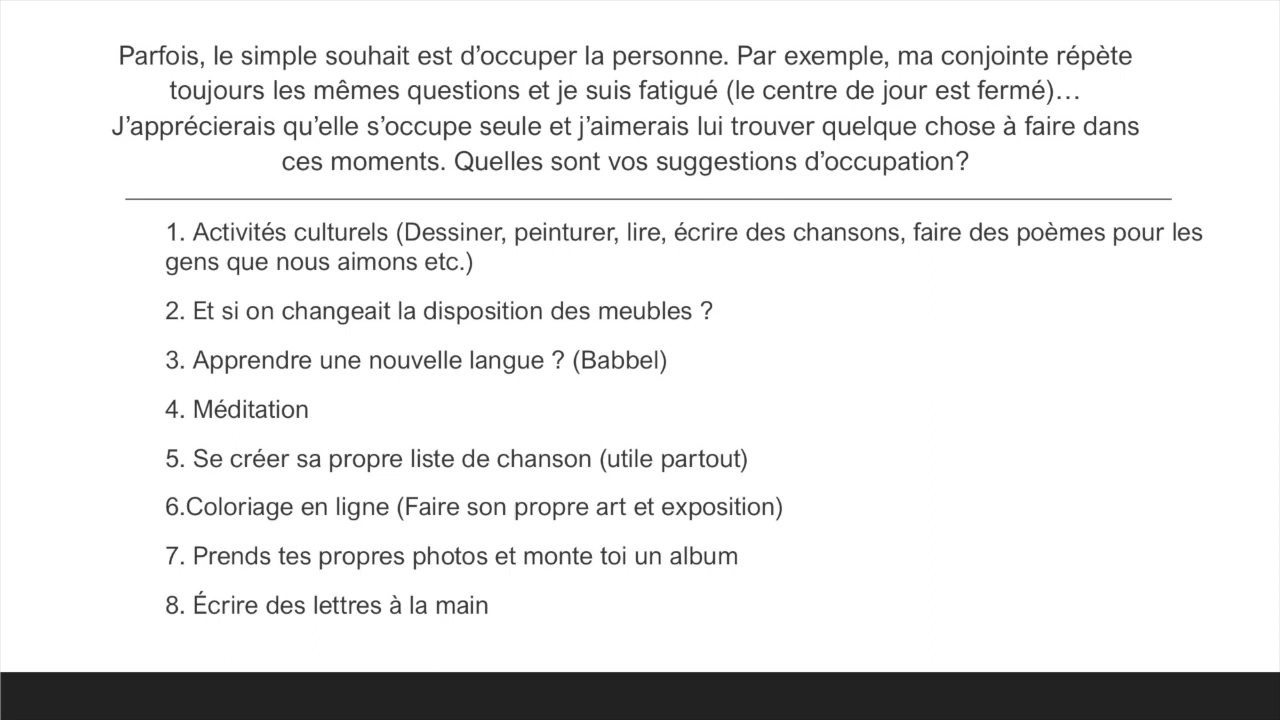 Parfois, le simple souhait est d’occuper la personne. Par exemple, ma conjointe répète
toujours les mêmes questions et je suis fatigué (le centre de jour est fermé)…
J’apprécierais qu’elle s’occupe seule et j’aimerais lui trouver quelque chose à faire dans
ces moments. Quelles sont vos suggestions d’occupation?
1. Activités culturels (Dessiner, peinturer, lire, écrire des chansons, faire des poèmes pour les
gens que nous aimons etc.)
2. Et si on changeait la disposition des meubles ?
3. Apprendre une nouvelle langue ? (Babbel)
4. Méditation
5. Se créer sa propre liste de chanson (utile partout)
6.Coloriage en ligne (Faire son propre art et exposition)
7. Prends tes propres photos et monte toi un album
8. Écrire des lettres à la main